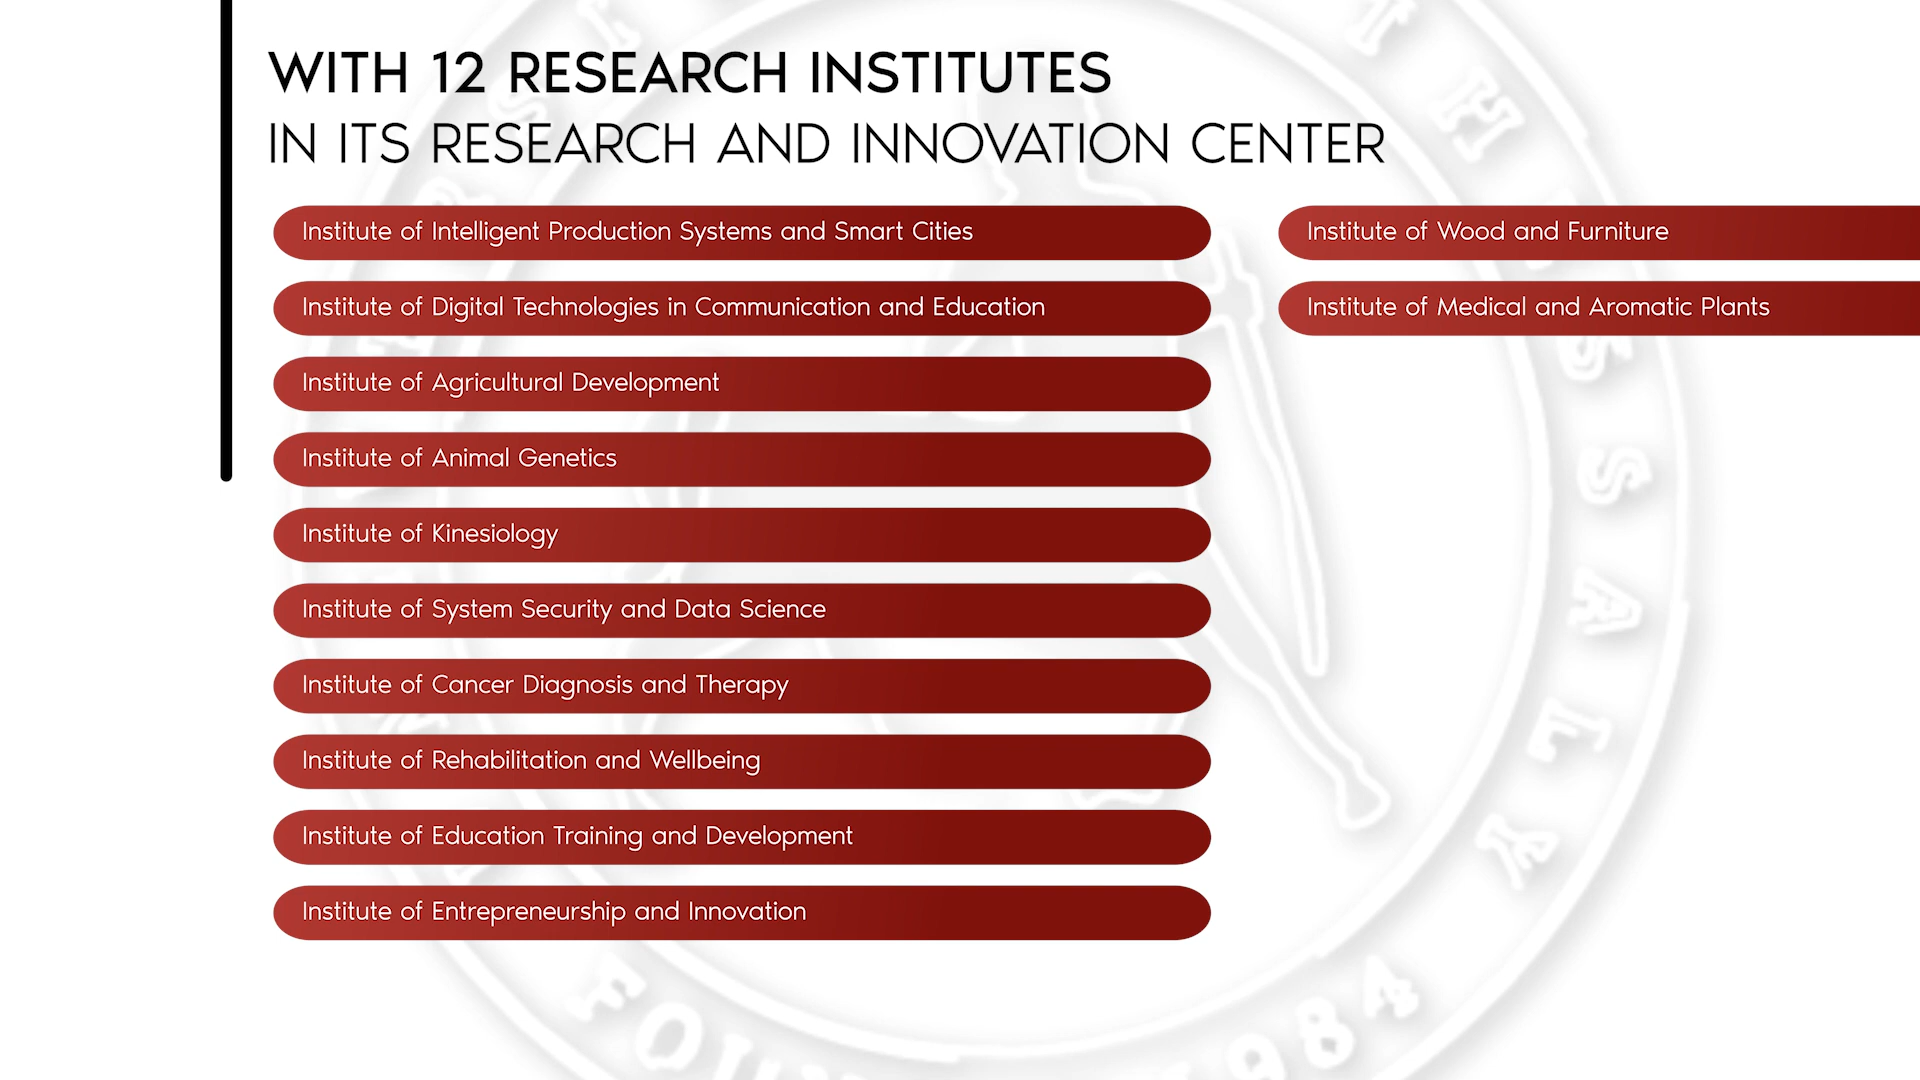 WITH 12 RESEARCH INSTITUTES
IN ITS RESEARCH AND INNOVATION CENTER
Institute of Intelligent Production Systems and Smart Cities
Institute of Digital Technologies in Communication and Education
Institute of Agricultural Development
Institute of Animal Genetics
Institute of Kinesiology
Institute of System Security and Data Science
Institute of Cancer Diagnosis and Therapy
Institute of Rehabilitation and Wellbeing
Institute of Education Training and Development
Institute of Entrepreneurship and Innovation
Institute of Wood and Furniture
Institute of Medical and Aromatic Plants
THESSALY
1984